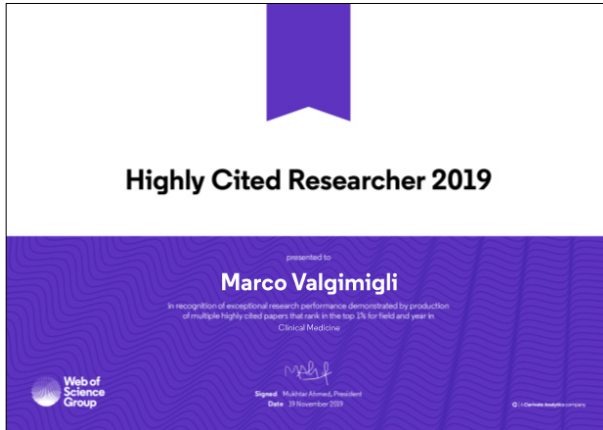 Highly Cited Researcher 2019
presented to
Marco Valgimigli
in recognition of exceptional research performance demonstrated by production
of multiple highly cited papers that rank in the top 1% for field and year in
Clinical Medicine
Signed Mukhtar Ahmed, President
Date 19 November 2019
Web of
Science
Group
A Clarivate Analytics company